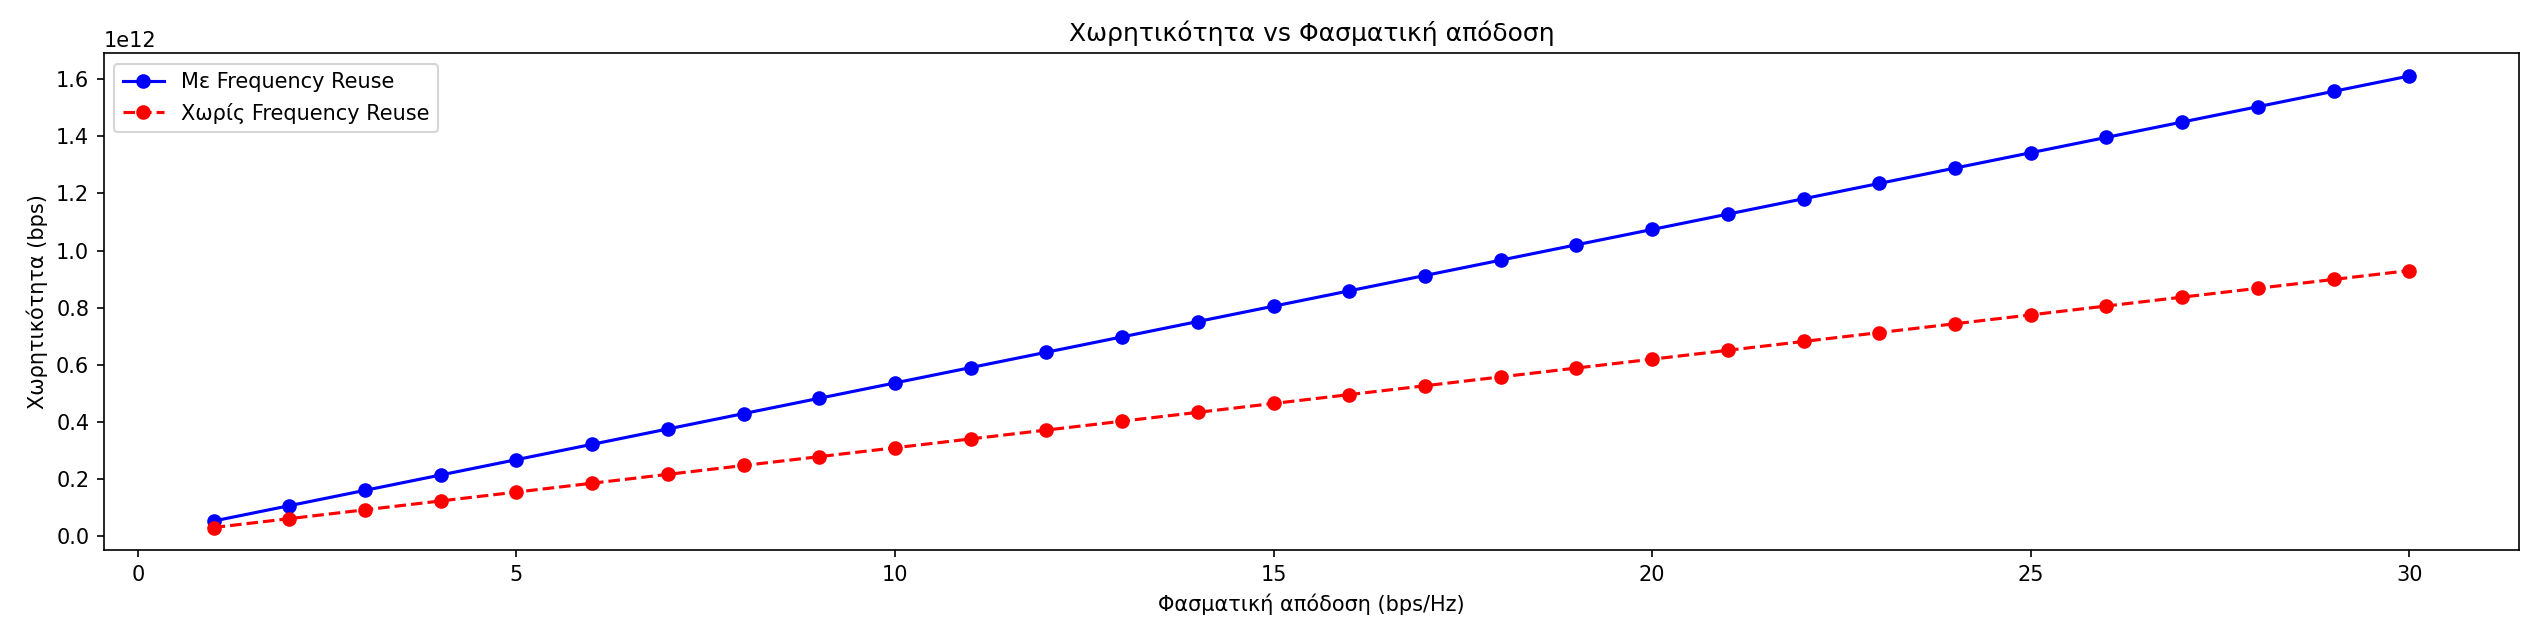 Χωρητικότητα vs Φασματική απόδοση
1e12
Με Frequency Reuse
Χωρίς Frequency Reuse
Χωρητικότητα (bps)
1.6
1.4
1.2
1.0
0.8
0.6
0.4
0.2
0.0
0 5 10 15 20 25 30
Φασματική απόδοση (bps/Hz)